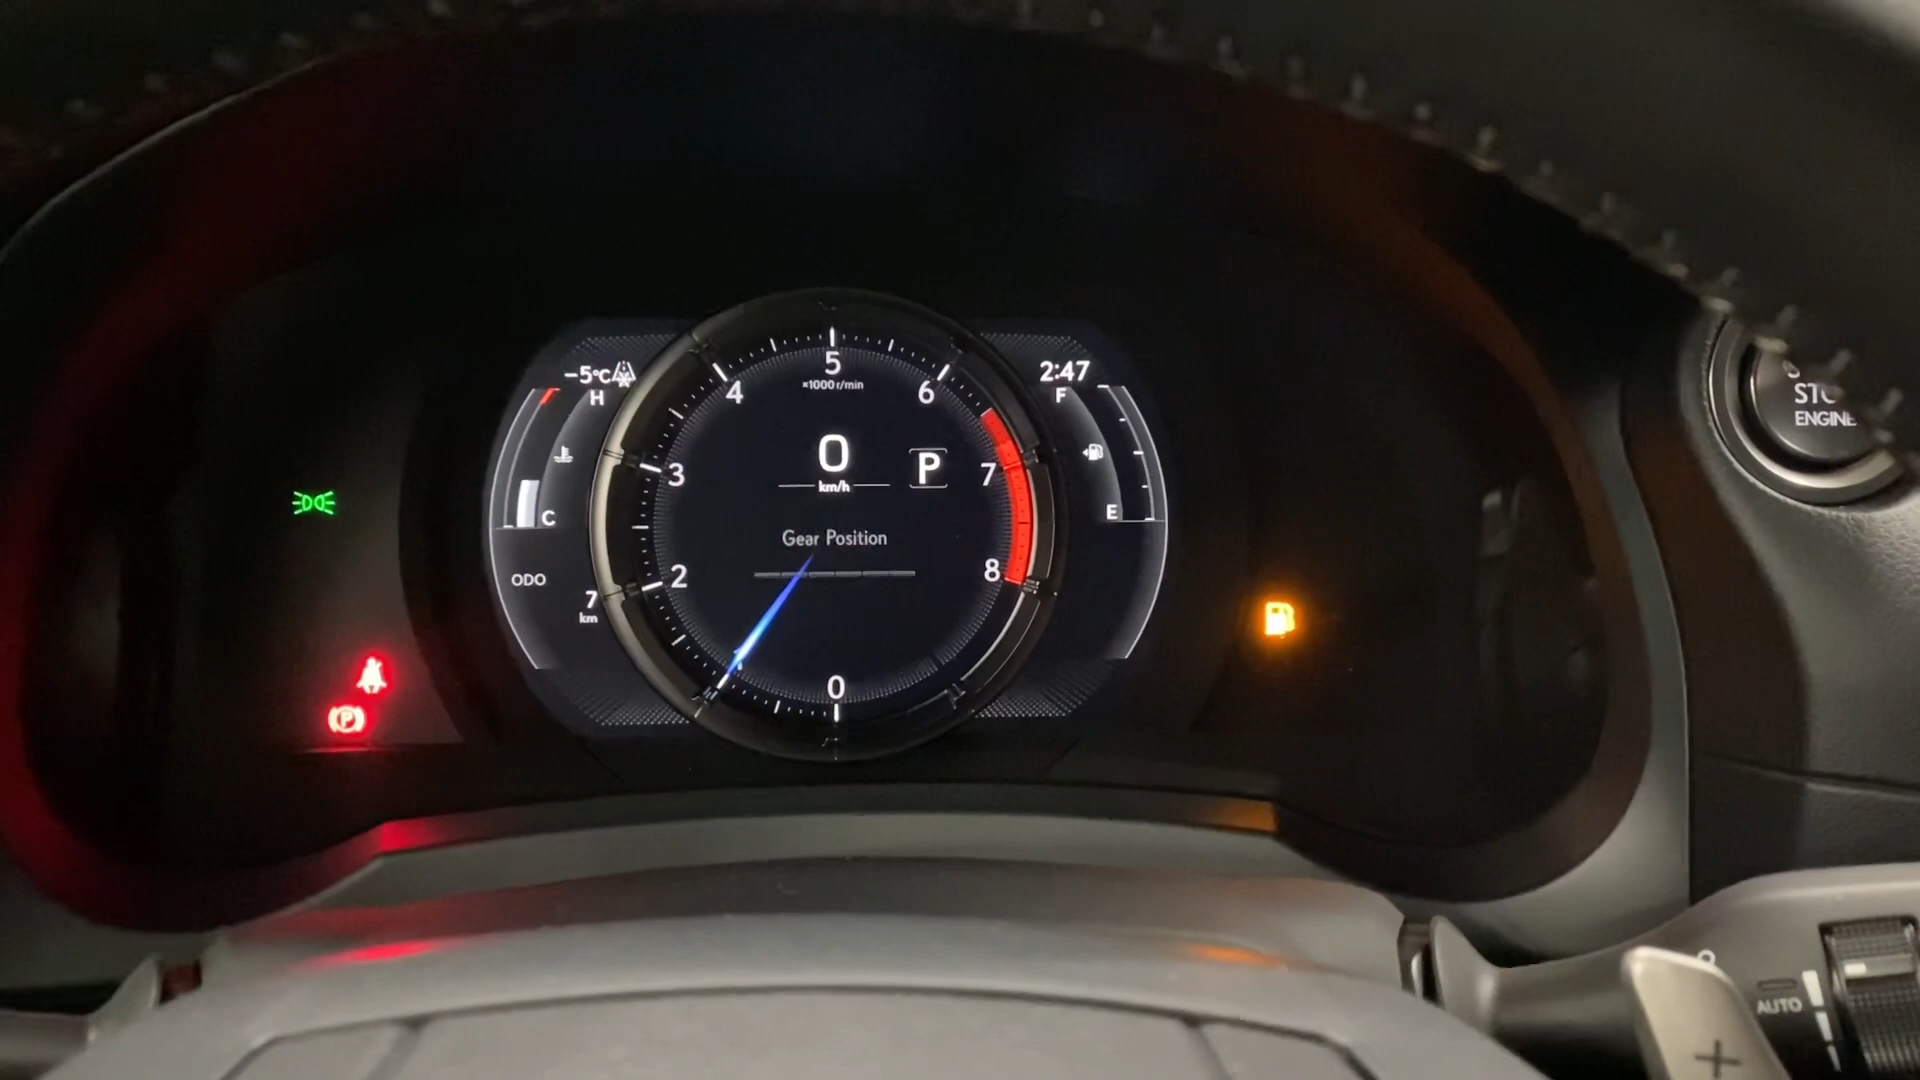 -5°C
2:47
H
F
5
×1000 r/min
4
6
0
km/h
P
3
7
C
E
Gear Position
ODO
7
km
2
8
0
P
ENGINE
AUTO
+